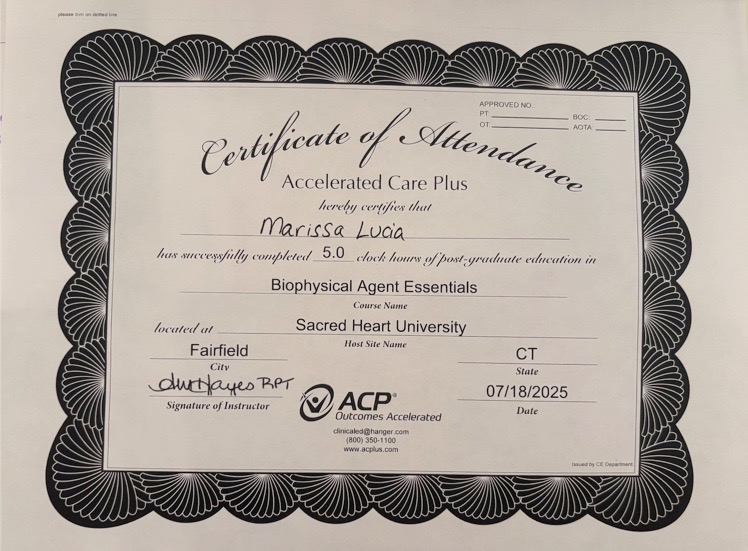 please trim on dotted line
APPROVED NO.:
PT: BOC:
OT: AOTA:
Certificate of Attendance
Accelerated Care Plus
hereby certifies that
Marissa Lucia
has successfully completed 5.0 clock hours of post-graduate education in
Biophysical Agent Essentials
Course Name
located at Sacred Heart University
Host Site Name
Fairfield CT
City State
Hayes RPT 07/18/2025
Signature of Instructor Date
ACP®
Outcomes Accelerated
clinicaled@hanger.com
(800) 350-1100
www.acplus.com
Issued by CE Department